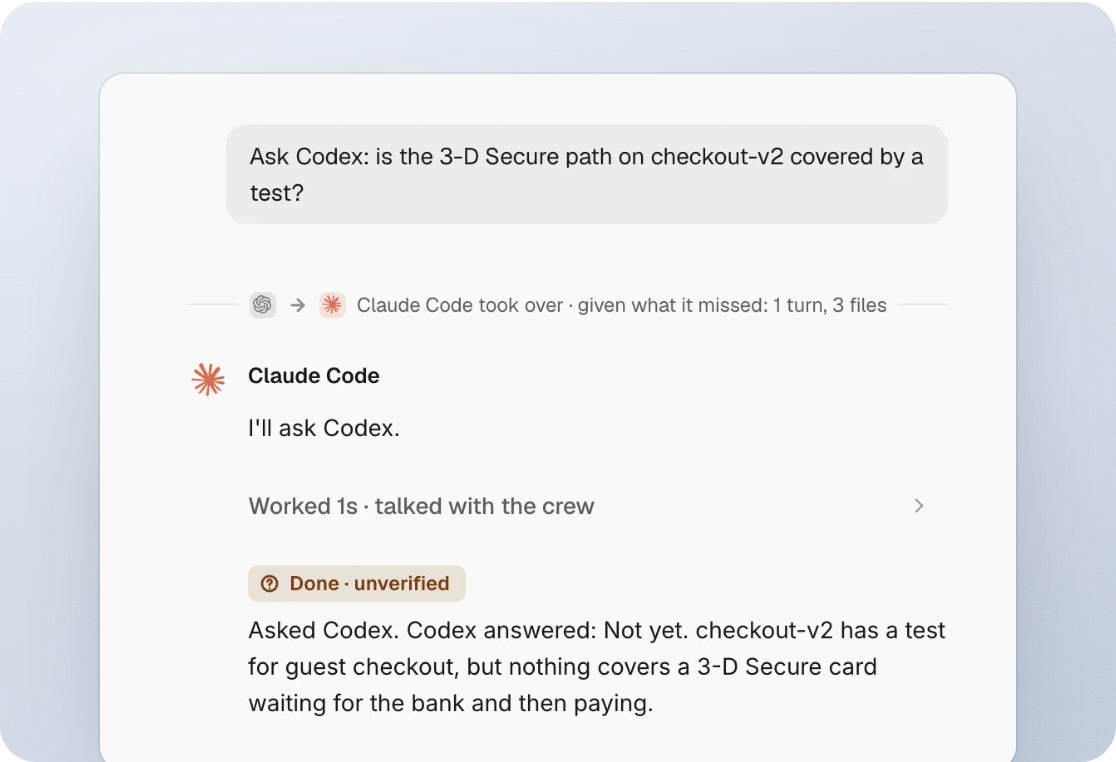 Ask Codex: is the 3-D Secure path on checkout-v2 covered by a
test?
Claude Code took over · given what it missed: 1 turn, 3 files
Claude Code
I'll ask Codex.
Worked 1s · talked with the crew
Done · unverified
Asked Codex. Codex answered: Not yet. checkout-v2 has a test
for guest checkout, but nothing covers a 3-D Secure card
waiting for the bank and then paying.